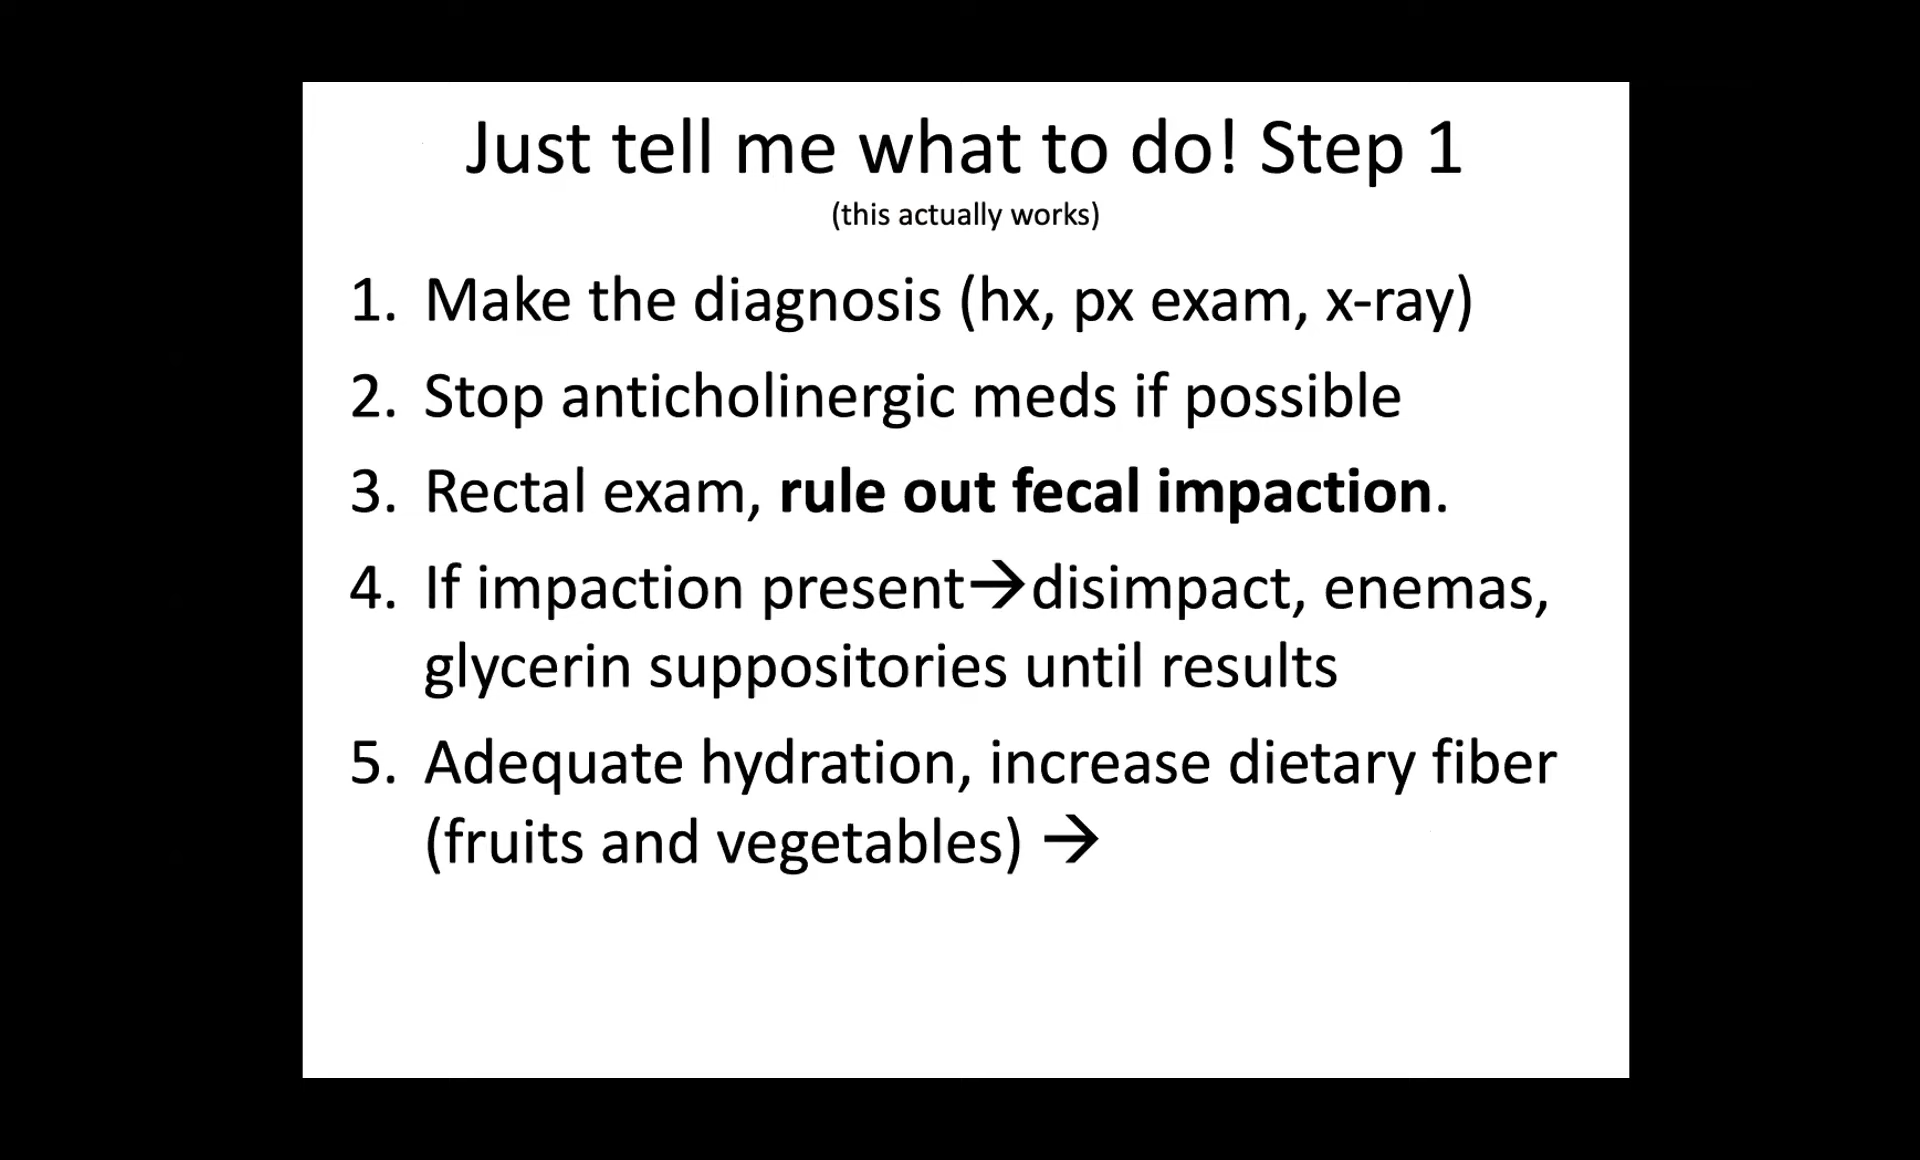 Just tell me what to do! Step 1
(this actually works)
1. Make the diagnosis (hx, px exam, x-ray)
2. Stop anticholinergic meds if possible
3. Rectal exam, rule out fecal impaction.
4. If impaction present→disimpact, enemas,
glycerin suppositories until results
5. Adequate hydration, increase dietary fiber
(fruits and vegetables) →